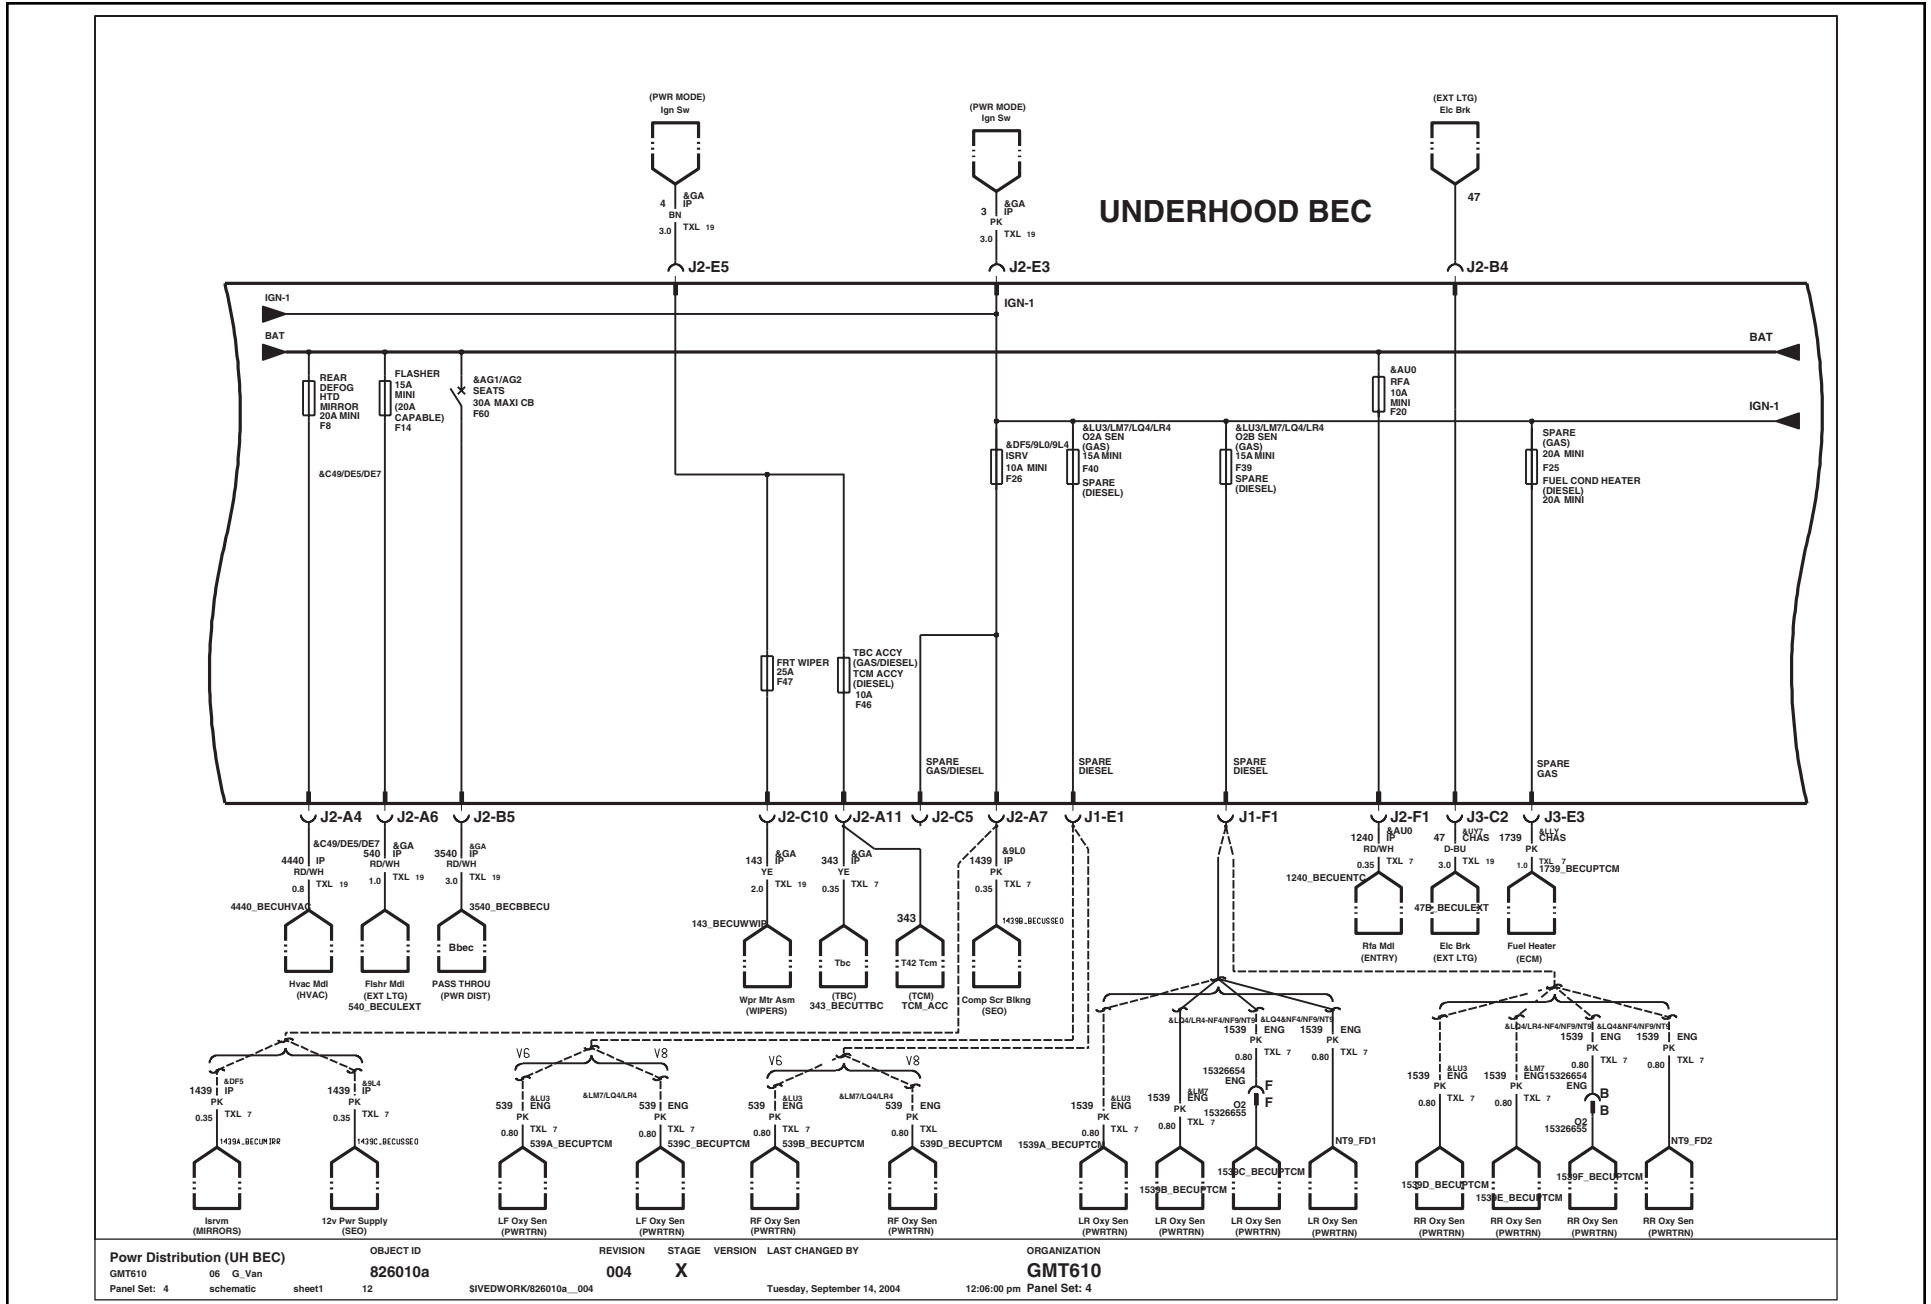 (PWR MODE)
Ign Sw
(PWR MODE)
Ign Sw
(EXT LTG)
Elc Brk
4
&GA
IP
BN
3.0
TXL 19
3
&GA
IP
PK
3.0
TXL 19
47
UNDERHOOD BEC
J2-E5
J2-E3
J2-B4
IGN-1
IGN-1
BAT
BAT
REAR
DEFOG
HTD
MIRROR
20A MINI
F8
FLASHER
15A
MINI
(20A
CAPABLE)
F14
&AG1/AG2
SEATS
30A MAXI CB
F60
&AU0
RFA
10A
MINI
F20
IGN-1
&C49/DE5/DE7
&DF5/9L0/9L4
ISRV
10A MINI
F26
&LU3/LM7/LQ4/LR4
O2A SEN
(GAS)
15A MINI
F40
SPARE
(DIESEL)
&LU3/LM7/LQ4/LR4
O2B SEN
(GAS)
15A MINI
F39
SPARE
(DIESEL)
SPARE
(GAS)
20A MINI
F25
FUEL COND HEATER
(DIESEL)
20A MINI
FRT WIPER
25A
F47
TBC ACCY
(GAS/DIESEL)
TCM ACCY
(DIESEL)
10A
F46
SPARE
GAS/DIESEL
SPARE
DIESEL
SPARE
DIESEL
SPARE
GAS
J2-A4
J2-A6
J2-B5
J2-C10
J2-A11
J2-C5
J2-A7
J1-E1
J1-F1
J2-F1
J3-C2
J3-E3
&C49/DE5/DE7
4440
IP
RD/WH
0.8
TXL 19
4440_BECUHVAC
Hvac Mdl
(HVAC)
540
&GA
IP
RD/WH
1.0
TXL 19
Flshr Mdl
(EXT LTG)
540_BECULEXT
3540
&GA
IP
RD/WH
3.0
TXL 19
3540_BECBBECU
Bbec
PASS THROU
(PWR DIST)
143
&GA
IP
YE
2.0
TXL 19
143_BECUWWIP
Wpr Mtr Asm
(WIPERS)
343
&GA
IP
YE
0.35
TXL 7
Tbc
(TBC)
343_BECUTTBC
343
T42 Tcm
(TCM)
TCM_ACC
1439
&9L0
IP
PK
0.35
TXL 7
1439B_BECUSSEO
Comp Scr Blkng
(SEO)
1240
&AU0
IP
RD/WH
0.35
TXL 7
1240_BECUENTC
Rfa Mdl
(ENTRY)
47
&UY7
CHAS
D-BU
3.0
TXL 19
47B_BECULEXT
Elc Brk
(EXT LTG)
1739
&LLY
CHAS
PK
1.0
TXL 7
1739_BECUPTCM
Fuel Heater
(ECM)
1439
&DF5
IP
PK
0.35
TXL 7
1439A_BECUMIRR
Isrvm
(MIRRORS)
1439
&9L4
IP
PK
0.35
TXL 7
1439C_BECUSSEO
12v Pwr Supply
(SEO)
V6
V8
539
&LU3
ENG
PK
0.80
TXL 7
539A_BECUPTCM
LF Oxy Sen
(PWRTRN)
&LM7/LQ4/LR4
539
ENG
PK
0.80
TXL 7
539C_BECUPTCM
LF Oxy Sen
(PWRTRN)
V6
V8
539
&LU3
ENG
PK
0.80
TXL 7
539B_BECUPTCM
RF Oxy Sen
(PWRTRN)
&LM7/LQ4/LR4
539
ENG
PK
0.80
TXL
539D_BECUPTCM
RF Oxy Sen
(PWRTRN)
1539
&LU3
ENG
PK
0.80
TXL 7
1539A_BECUPTCM
LR Oxy Sen
(PWRTRN)
1539
&LM7
ENG
PK
0.80
TXL 7
1539B_BECUPTCM
LR Oxy Sen
(PWRTRN)
&LQ4/LR4-NF4/NF9/NT9
1539
ENG
PK
0.80
TXL 7
15326654
ENG
F
F
O2
15326655
1539C_BECUPTCM
LR Oxy Sen
(PWRTRN)
&LQ4&NF4/NF9/NT9
1539
ENG
PK
0.80
TXL 7
NT9_FD1
LR Oxy Sen
(PWRTRN)
1539
&LU3
ENG
PK
0.80
TXL 7
1539D_BECUPTCM
RR Oxy Sen
(PWRTRN)
1539
&LM7
ENG
PK
0.80
TXL 7
1539E_BECUPTCM
RR Oxy Sen
(PWRTRN)
&LQ4/LR4-NF4/NF9/NT9
1539
ENG
PK
0.80
TXL 7
15326654
ENG
B
B
O2
15326655
1539F_BECUPTCM
RR Oxy Sen
(PWRTRN)
&LQ4&NF4/NF9/NT9
1539
ENG
PK
0.80
TXL 7
NT9_FD2
RR Oxy Sen
(PWRTRN)
Powr Distribution (UH BEC)
OBJECT ID
REVISION
STAGE
VERSION
LAST CHANGED BY
ORGANIZATION
GMT610
06
G_Van
826010a
004
X
GMT610
Panel Set: 4
schematic
sheet1
12
$IVEDWORK/826010a__004
Tuesday, September 14, 2004
12:06:00 pm
Panel Set: 4